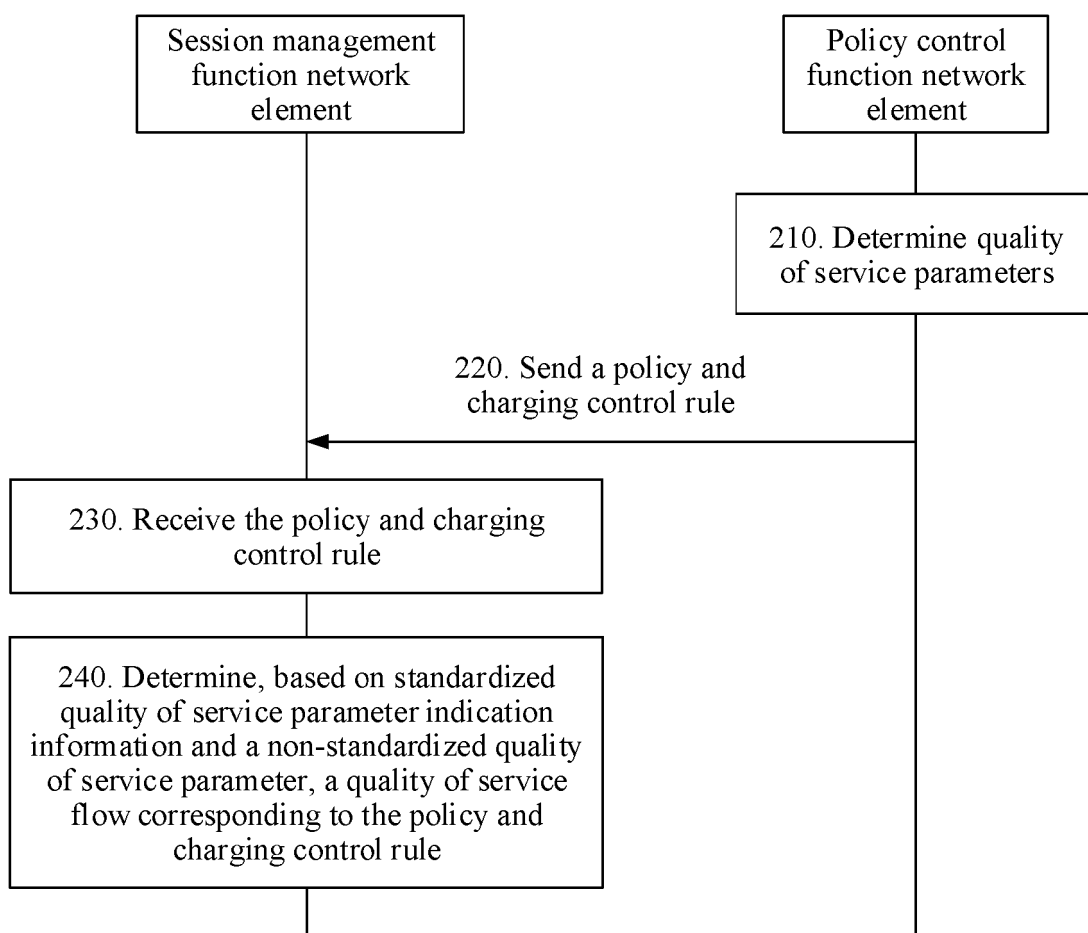 Session management
function network
element
Policy control
function network
element
210. Determine quality
of service parameters
220. Send a policy and
charging control rule
230. Receive the policy and charging
control rule
240. Determine, based on standardized
quality of service parameter indication
information and a non-standardized quality
of service parameter, a quality of service
flow corresponding to the policy and
charging control rule